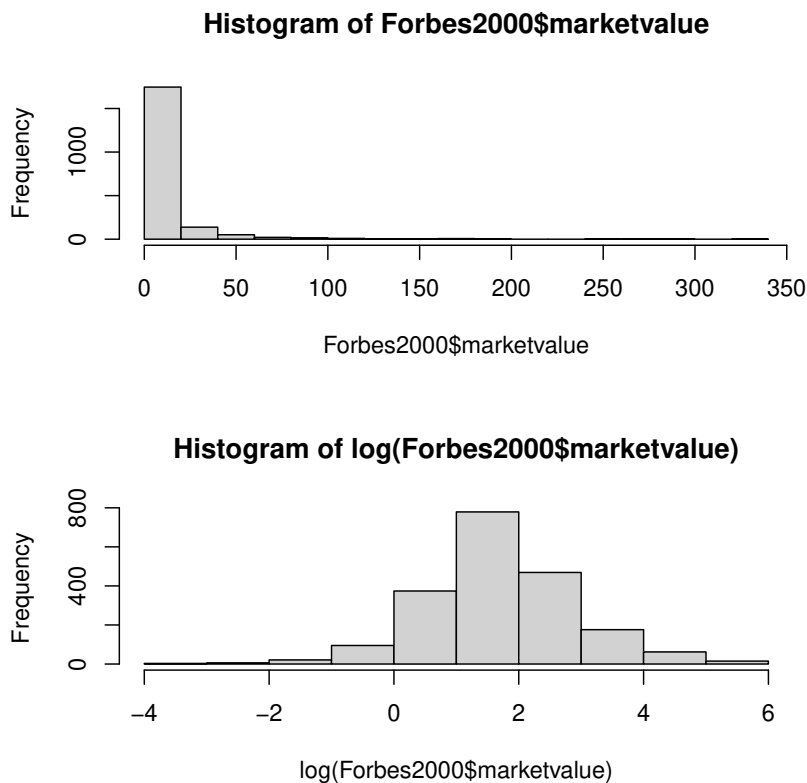 Histogram of Forbes2000$marketvalue
Frequency
1000
0
0 50 100 150 200 250 300 350
Forbes2000$marketvalue
Histogram of log(Forbes2000$marketvalue)
Frequency
800
400
0
−4 −2 0 2 4 6
log(Forbes2000$marketvalue)